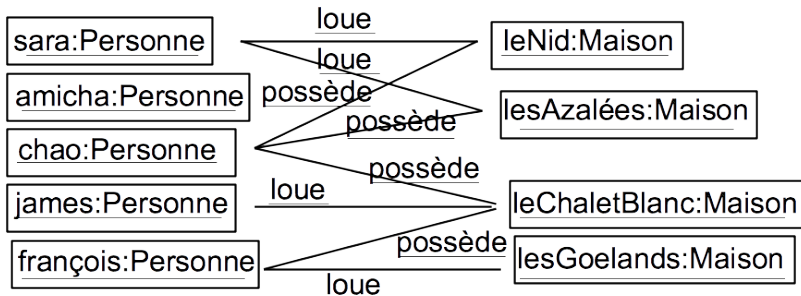 loue
sara:Personne
leNid:Maison
loue
amicha:Personne
possède
lesAzalées:Maison
possède
chao:Personne
possède
james:Personne
loue
leChaletBlanc:Maison
possède
françois:Personne
lesGoelands:Maison
loue